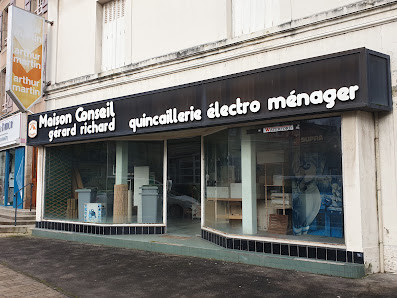 arthur
martin
arthur
martin
Maison Conseil
gérard richard
quincaillerie électro ménager